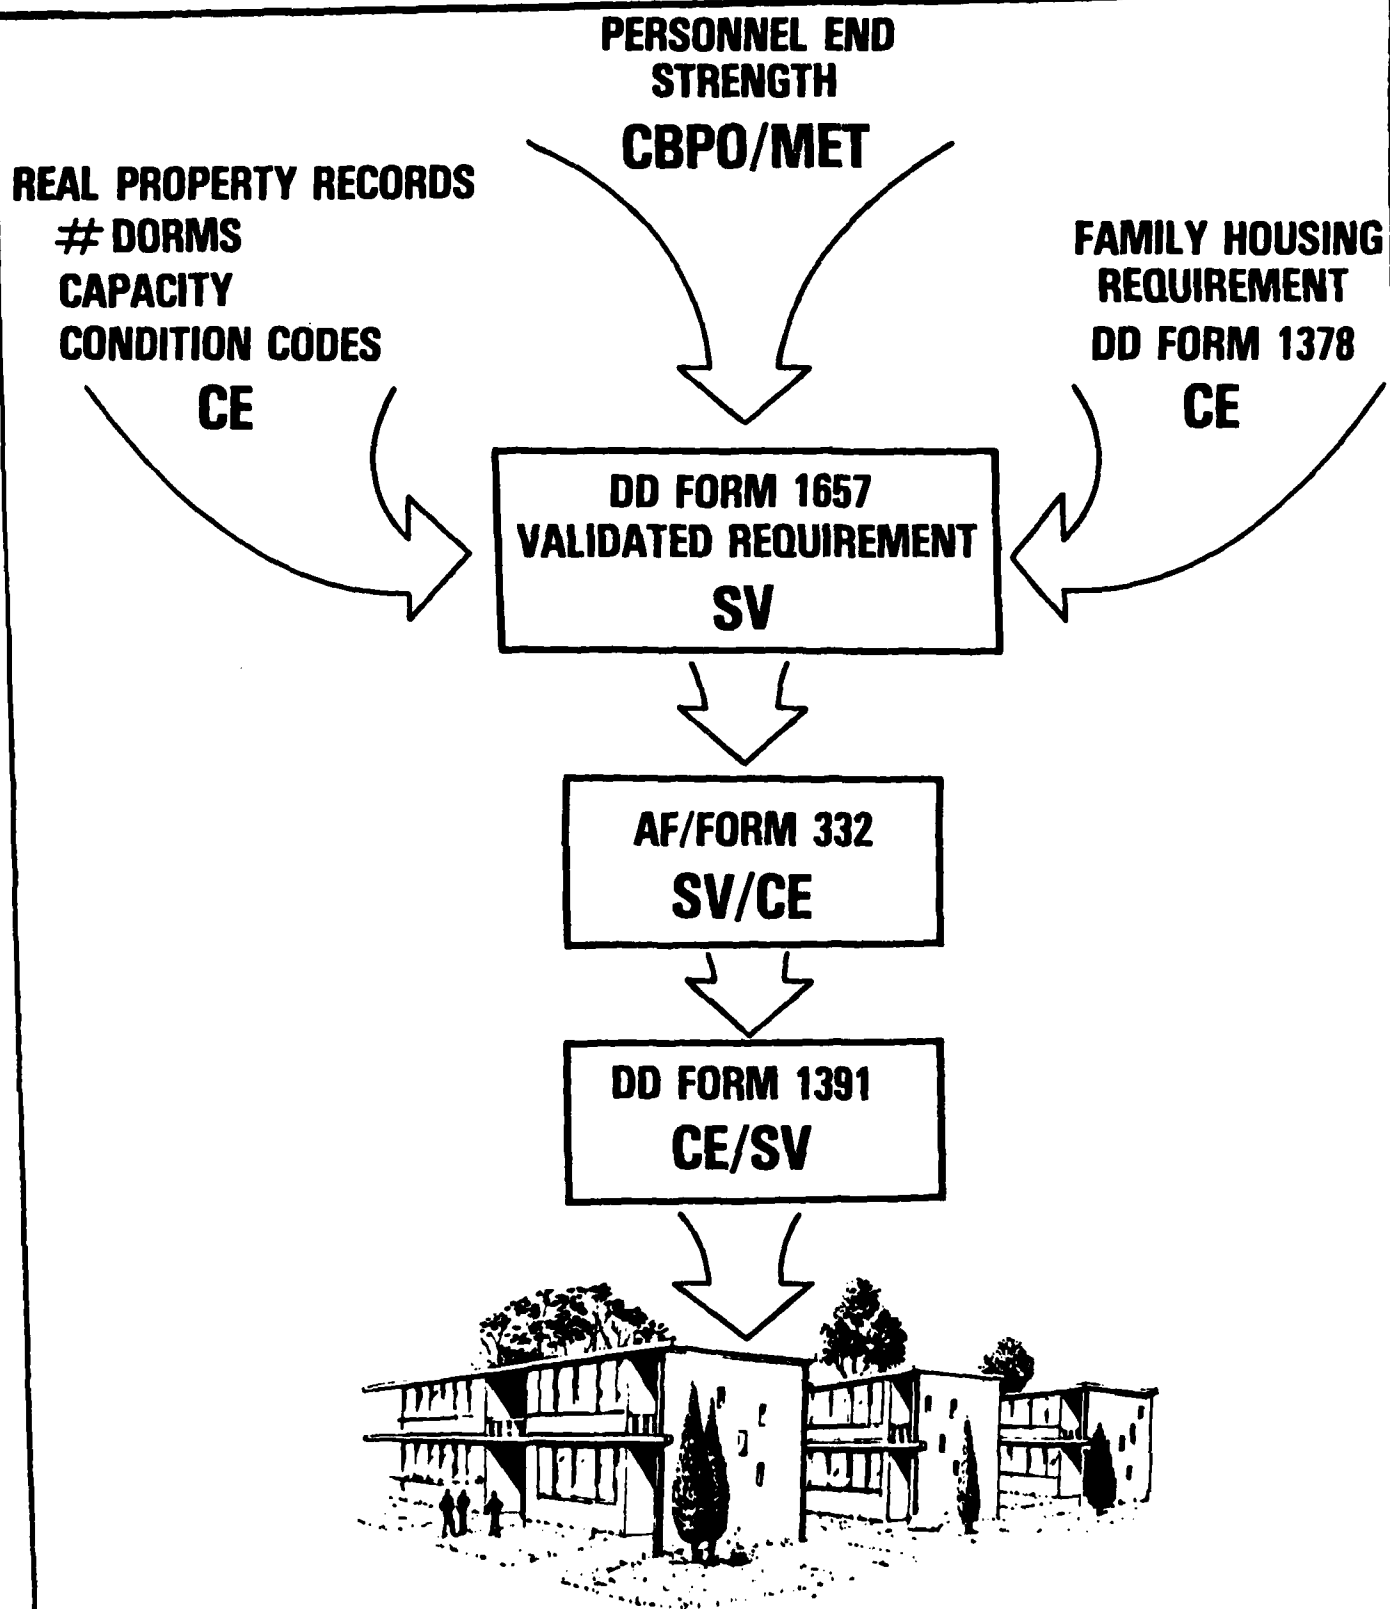 PERSONNEL END
STRENGTH
CBPO/MET
REAL PROPERTY RECORDS
# DORMS
CAPACITY
CONDITION CODES
CE
FAMILY HOUSING
REQUIREMENT
DD FORM 1378
CE
DD FORM 1657
VALIDATED REQUIREMENT
SV
AF/FORM 332
SV/CE
DD FORM 1391
CE/SV